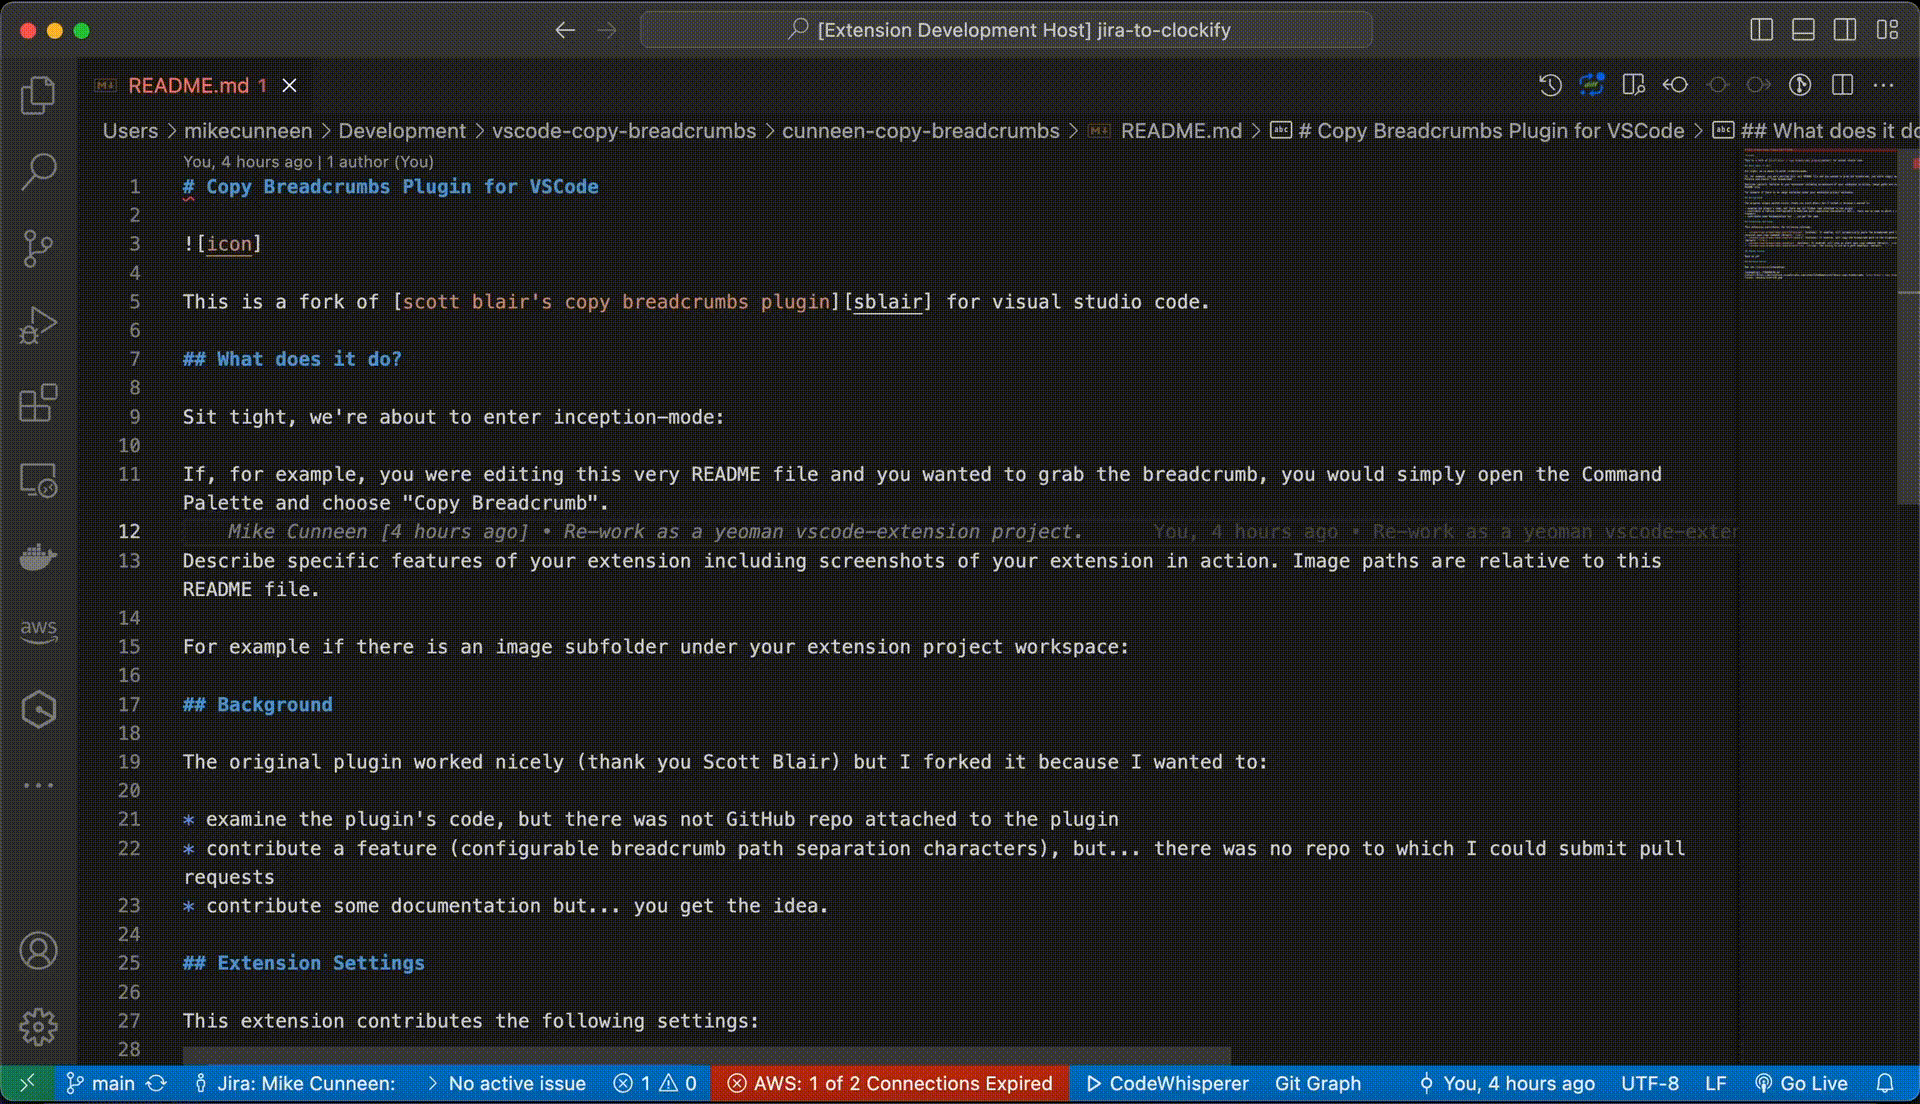 [Extension Development Host] jira-to-clockify
README.md 1
Users > mikecunneen > Development > vscode-copy-breadcrumbs > cunneen-copy-breadcrumbs > README.md > abc # Copy Breadcrumbs Plugin for VSCode > abc ## What does it do
You, 4 hours ago | 1 author (You)
1 # Copy Breadcrumbs Plugin for VSCode
2
3 ![icon]
4
5 This is a fork of [scott blair's copy breadcrumbs plugin][sblair] for visual studio code.
6
7 ## What does it do?
8
9 Sit tight, we're about to enter inception-mode:
10
11 If, for example, you were editing this very README file and you wanted to grab the breadcrumb, you would simply open the Command
Palette and choose "Copy Breadcrumb".
12 Mike Cunneen [4 hours ago] • Re-work as a yeoman vscode-extension project. You, 4 hours ago • Re-work as a yeoman vscode-exter
13 Describe specific features of your extension including screenshots of your extension in action. Image paths are relative to this
README file.
14
15 For example if there is an image subfolder under your extension project workspace:
16
17 ## Background
18
19 The original plugin worked nicely (thank you Scott Blair) but I forked it because I wanted to:
20
21 * examine the plugin's code, but there was not GitHub repo attached to the plugin
22 * contribute a feature (configurable breadcrumb path separation characters), but... there was no repo to which I could submit pull
requests
23 * contribute some documentation but... you get the idea.
24
25 ## Extension Settings
26
27 This extension contributes the following settings:
28
aws
main Jira: Mike Cunneen: > No active issue 1 0 AWS: 1 of 2 Connections Expired CodeWhisperer Git Graph You, 4 hours ago UTF-8 LF Go Live